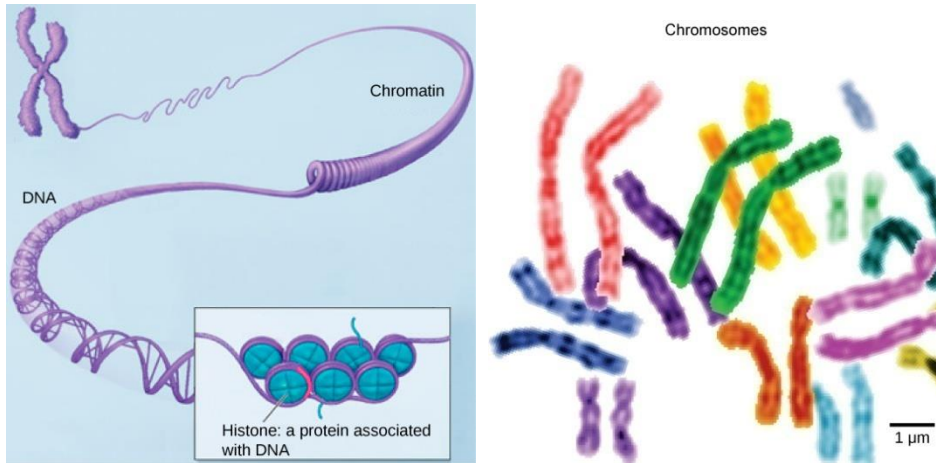 Chromatin
DNA
Histone: a protein associated
with DNA
Chromosomes
1 µm